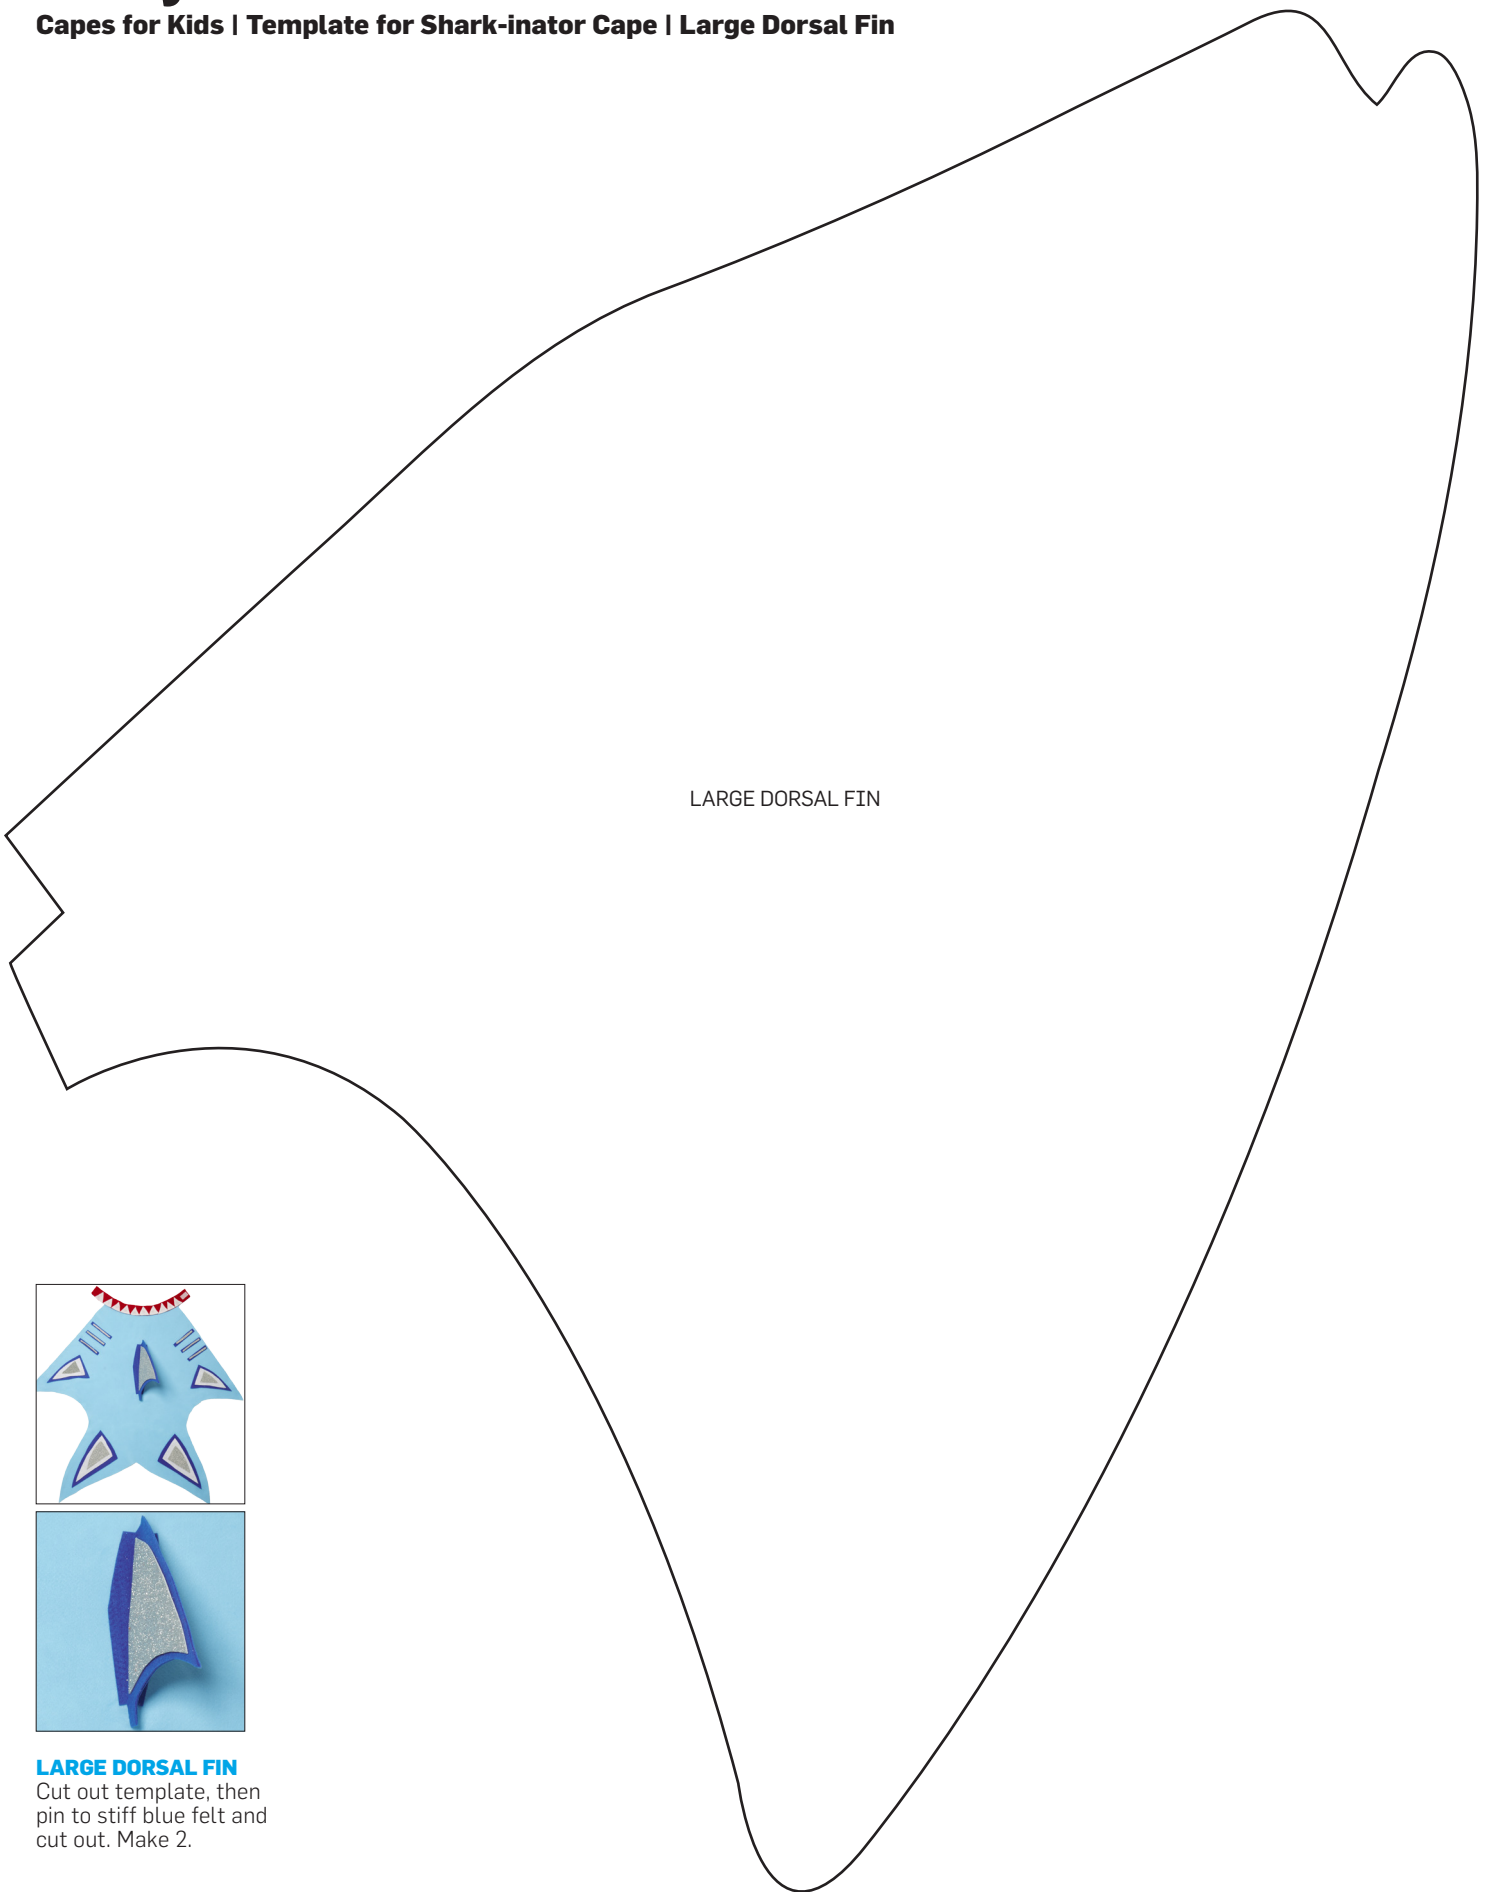 Capes for Kids | Template for Shark-inator Cape | Large Dorsal Fin
LARGE DORSAL FIN
LARGE DORSAL FIN
Cut out template, then
pin to stiff blue felt and
cut out. Make 2.